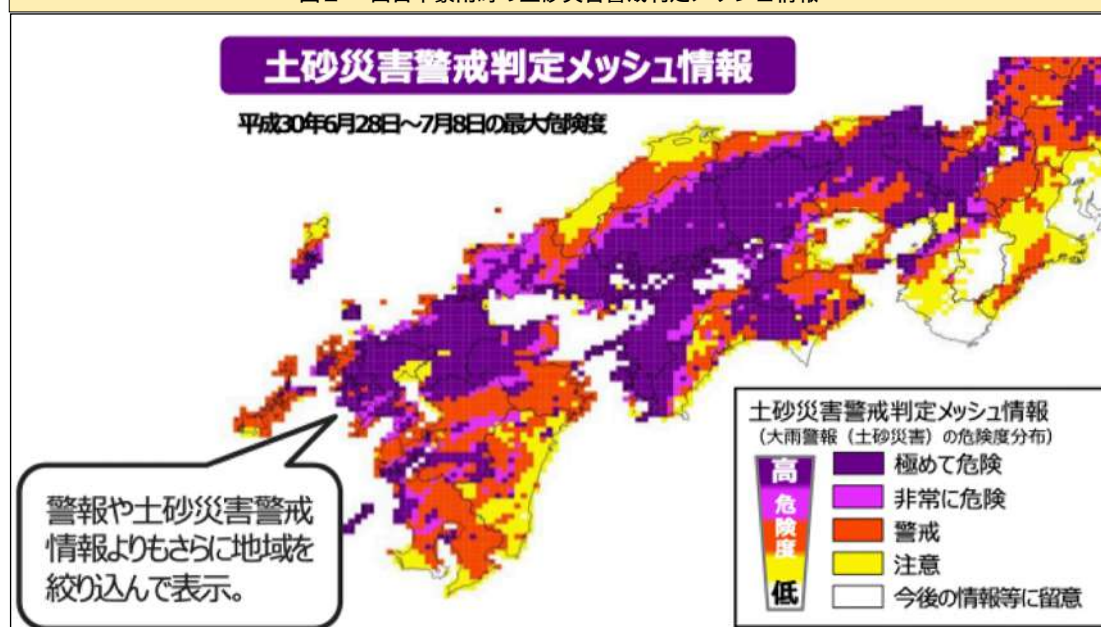 土砂災害警戒判定メッシュ情報
平成30年6月28日~7月8日の最大危険度
警報や土砂災害警戒
情報よりもさらに地域を
絞り込んで表示。
土砂災害警戒判定メッシュ情報
(大雨警報(土砂災害)の危険度分布)
高
危険度
低
極めて危険
非常に危険
警戒
注意
今後の情報等に留意